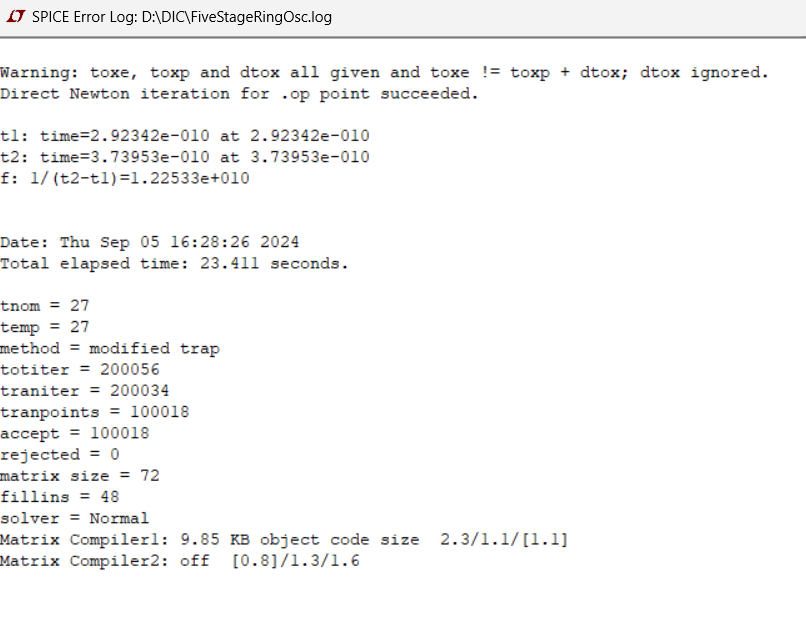 SPICE Error Log: D:\DIC\FiveStageRingOsc.log
Warning: toxe, toxp and dtox all given and toxe != toxp + dtox; dtox ignored.
Direct Newton iteration for .op point succeeded.
t1: time=2.92342e-010 at 2.92342e-010
t2: time=3.73953e-010 at 3.73953e-010
f: 1/(t2-t1)=1.22533e+010
Date: Thu Sep 05 16:28:26 2024
Total elapsed time: 23.411 seconds.
tnom = 27
temp = 27
method = modified trap
totiter = 200056
traniter = 200034
tranpoints = 100018
accept = 100018
rejected = 0
matrix size = 72
fillins = 48
solver = Normal
Matrix Compiler1: 9.85 KB object code size  2.3/1.1/[1.1]
Matrix Compiler2: off  [0.8]/1.3/1.6